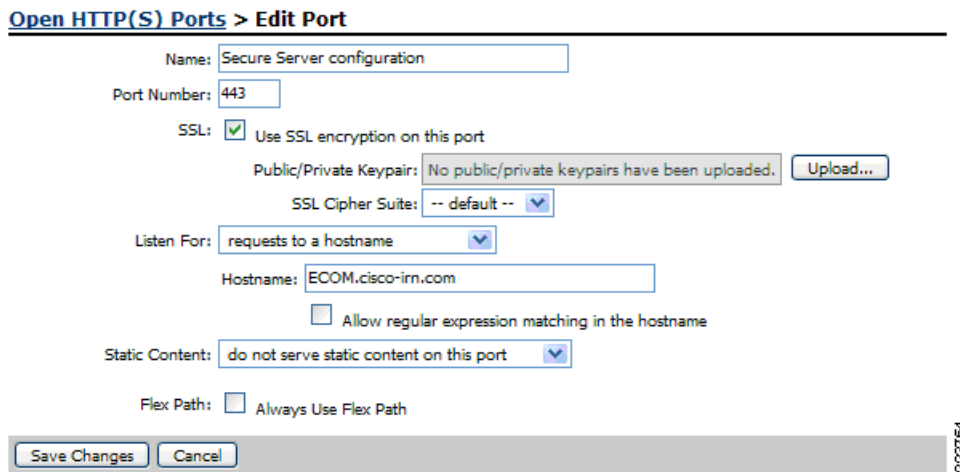 Open HTTP(S) Ports > Edit Port
Name: Secure Server configuration
Port Number: 443
SSL: Use SSL encryption on this port
Public/Private Keypair: No public/private keypairs have been uploaded. Upload...
SSL Cipher Suite: -- default --
Listen For: requests to a hostname
Hostname: ECOM.cisco-irn.com
Allow regular expression matching in the hostname
Static Content: do not serve static content on this port
Flex Path: Always Use Flex Path
Save Changes Cancel